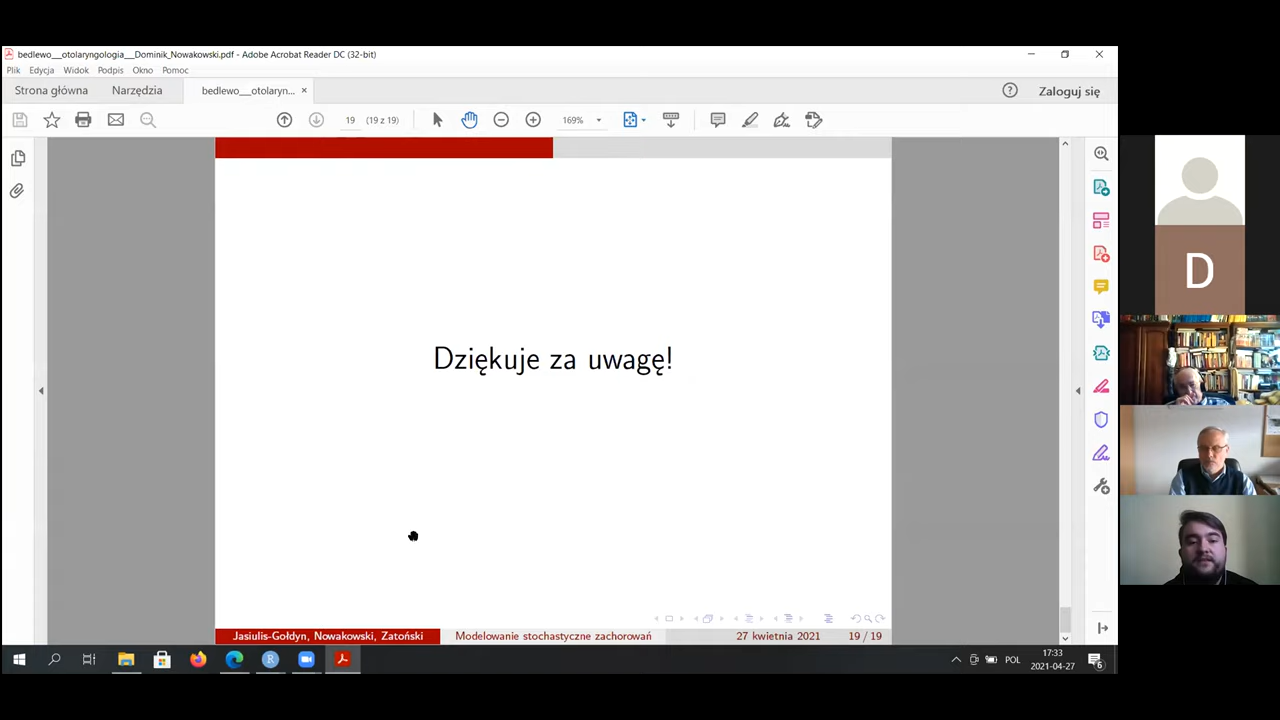 bedlewo__otolaryngologia__Dominik_Nowakowski.pdf - Adobe Acrobat Reader DC (32-bit)
Plik Edycja Widok Podpis Okno Pomoc
Strona główna Narzędzia bedlewo__otolaryn... × Zaloguj się
19 (19 z 19) 169%
D
Dziękuje za uwagę!
Jasiulis-Gołdyn, Nowakowski, Zatoński Modelowanie stochastyczne zachorowań 27 kwietnia 2021 19 / 19
POL 17:33
2021-04-27
6